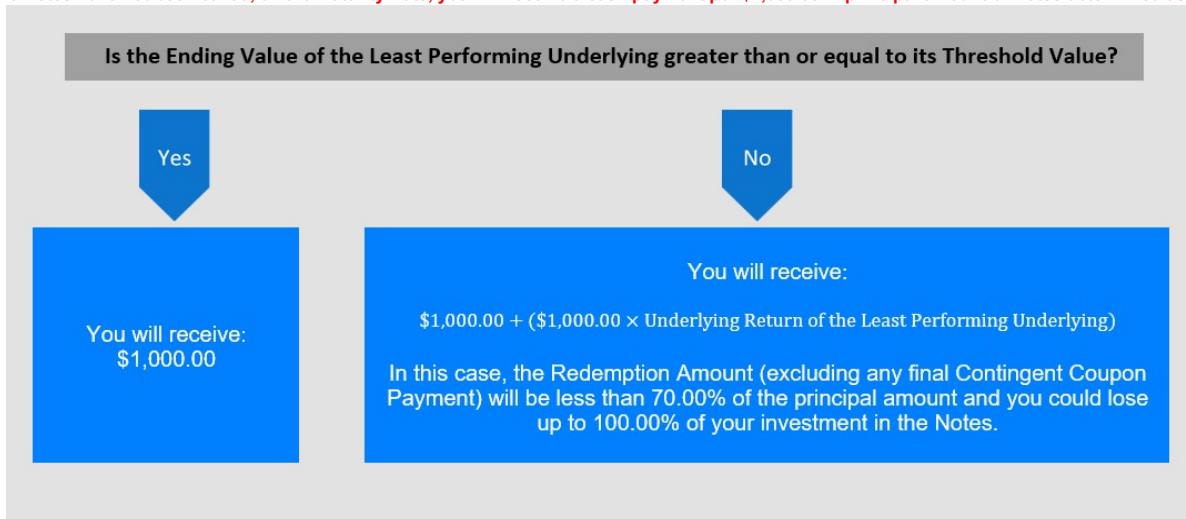 Is the Ending Value of the Least Performing Underlying greater than or equal to its Threshold Value?
Yes
No
You will receive:
$1,000.00
You will receive:
$1,000.00 + ($1,000.00 × Underlying Return of the Least Performing Underlying)
In this case, the Redemption Amount (excluding any final Contingent Coupon
Payment) will be less than 70.00% of the principal amount and you could lose
up to 100.00% of your investment in the Notes.